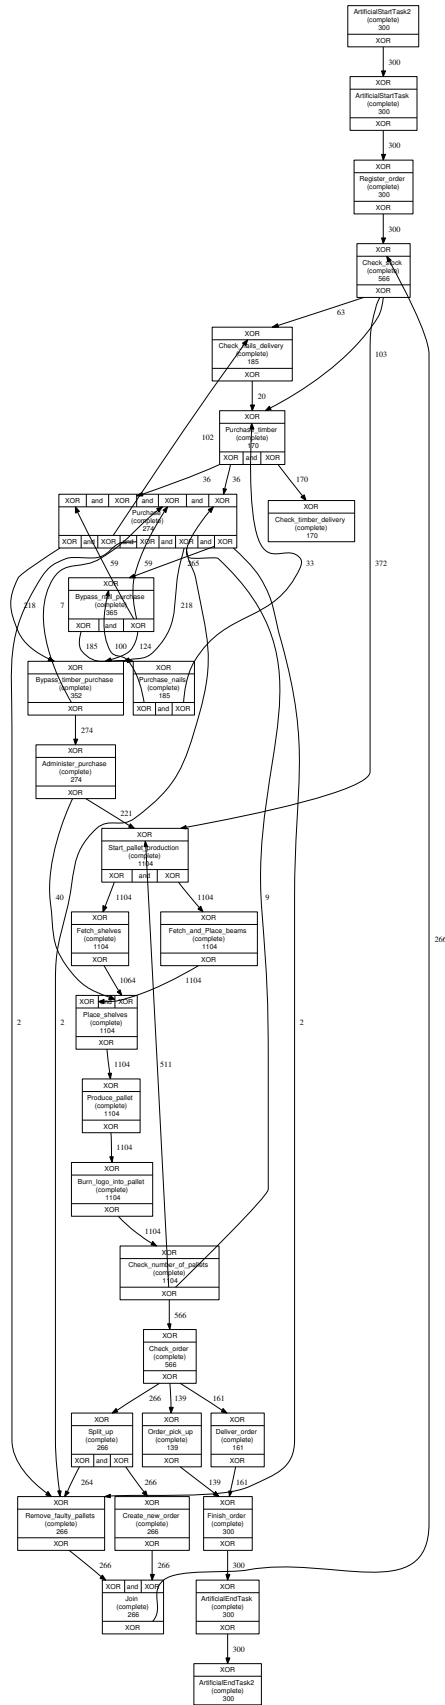 XOR
ArtificialStartTask2
(complete)
300
XOR
300
XOR
ArtificialStartTask
(complete)
300
XOR
300
XOR
Register_order
(complete)
300
XOR
300
XOR
Check_stock
(complete)
566
XOR
63
103
372
XOR
Check_nails_delivery
(complete)
185
XOR
20
102
XOR
Purchase_timber
(complete)
170
XOR and XOR
36
36
170
33
XOR and XOR and XOR and XOR
Purchase
(complete)
274
XOR and XOR and XOR and XOR and XOR
XOR
Check_timber_delivery
(complete)
170
XOR
59
59
265
218
7
218
XOR
Bypass_nail_purchase
(complete)
365
XOR and XOR
185
100
124
XOR
Bypass_timber_purchase
(complete)
352
XOR
XOR
Purchase_nails
(complete)
185
XOR and XOR
274
XOR
Administer_purchase
(complete)
274
XOR
221
40
9
XOR
Start_pallet_production
(complete)
1104
XOR and XOR
1104
1104
XOR
Fetch_shelves
(complete)
1104
XOR
XOR
Fetch_and_Place_beams
(complete)
1104
XOR
1064
1104
266
XOR and XOR
Place_shelves
(complete)
1104
XOR
2
2
2
511
1104
XOR
Produce_pallet
(complete)
1104
XOR
1104
XOR
Burn_logo_into_pallet
(complete)
1104
XOR
1104
XOR
Check_number_of_pallets
(complete)
1104
XOR
566
XOR
Check_order
(complete)
566
XOR
266
139
161
XOR
Split_up
(complete)
266
XOR and XOR
XOR
Order_pick_up
(complete)
139
XOR
XOR
Deliver_order
(complete)
161
XOR
264
266
139
161
XOR
Remove_faulty_pallets
(complete)
266
XOR
XOR
Create_new_order
(complete)
266
XOR
XOR
Finish_order
(complete)
300
XOR
266
266
300
XOR and XOR
Join
(complete)
266
XOR
XOR
ArtificialEndTask
(complete)
300
XOR
300
XOR
ArtificialEndTask2
(complete)
300